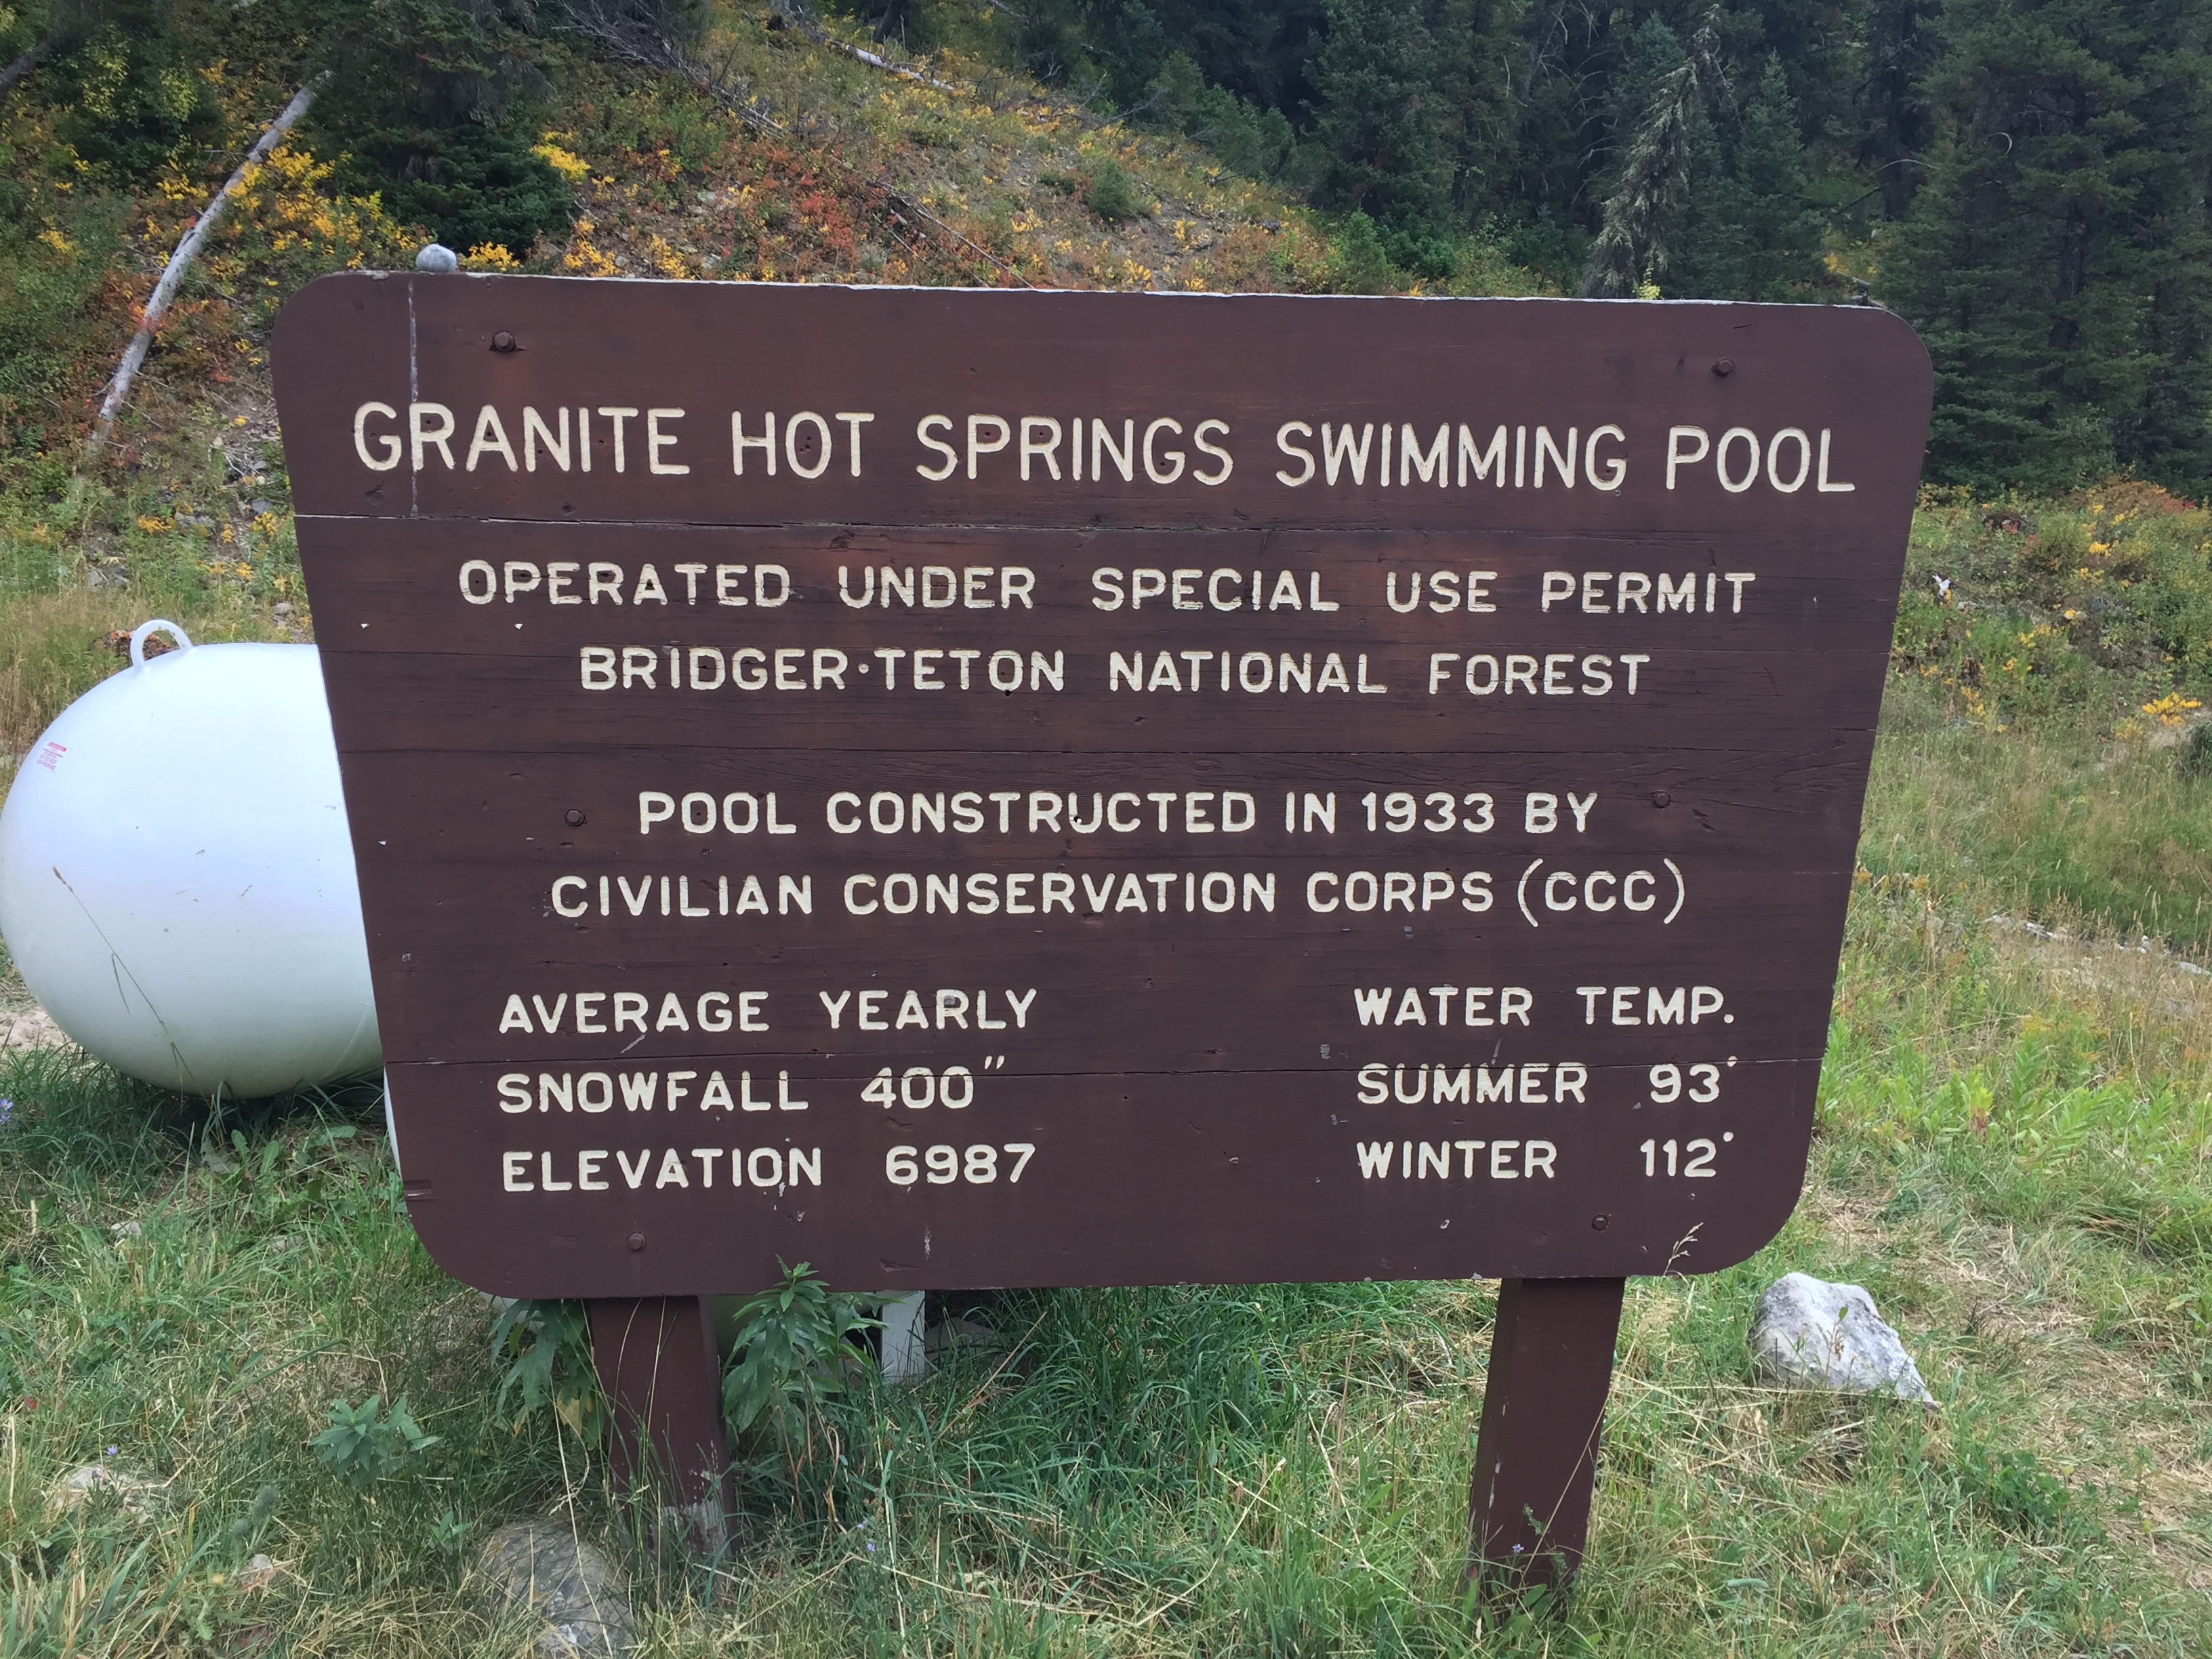 GRANITE HOT SPRINGS SWIMMING POOL
OPERATED UNDER SPECIAL USE PERMIT
BRIDGER·TETON NATIONAL FOREST
POOL CONSTRUCTED IN 1933 BY
CIVILIAN CONSERVATION CORPS (CCC)
AVERAGE YEARLY
SNOWFALL 400"
ELEVATION 6987
WATER TEMP.
SUMMER 93°
WINTER 112°